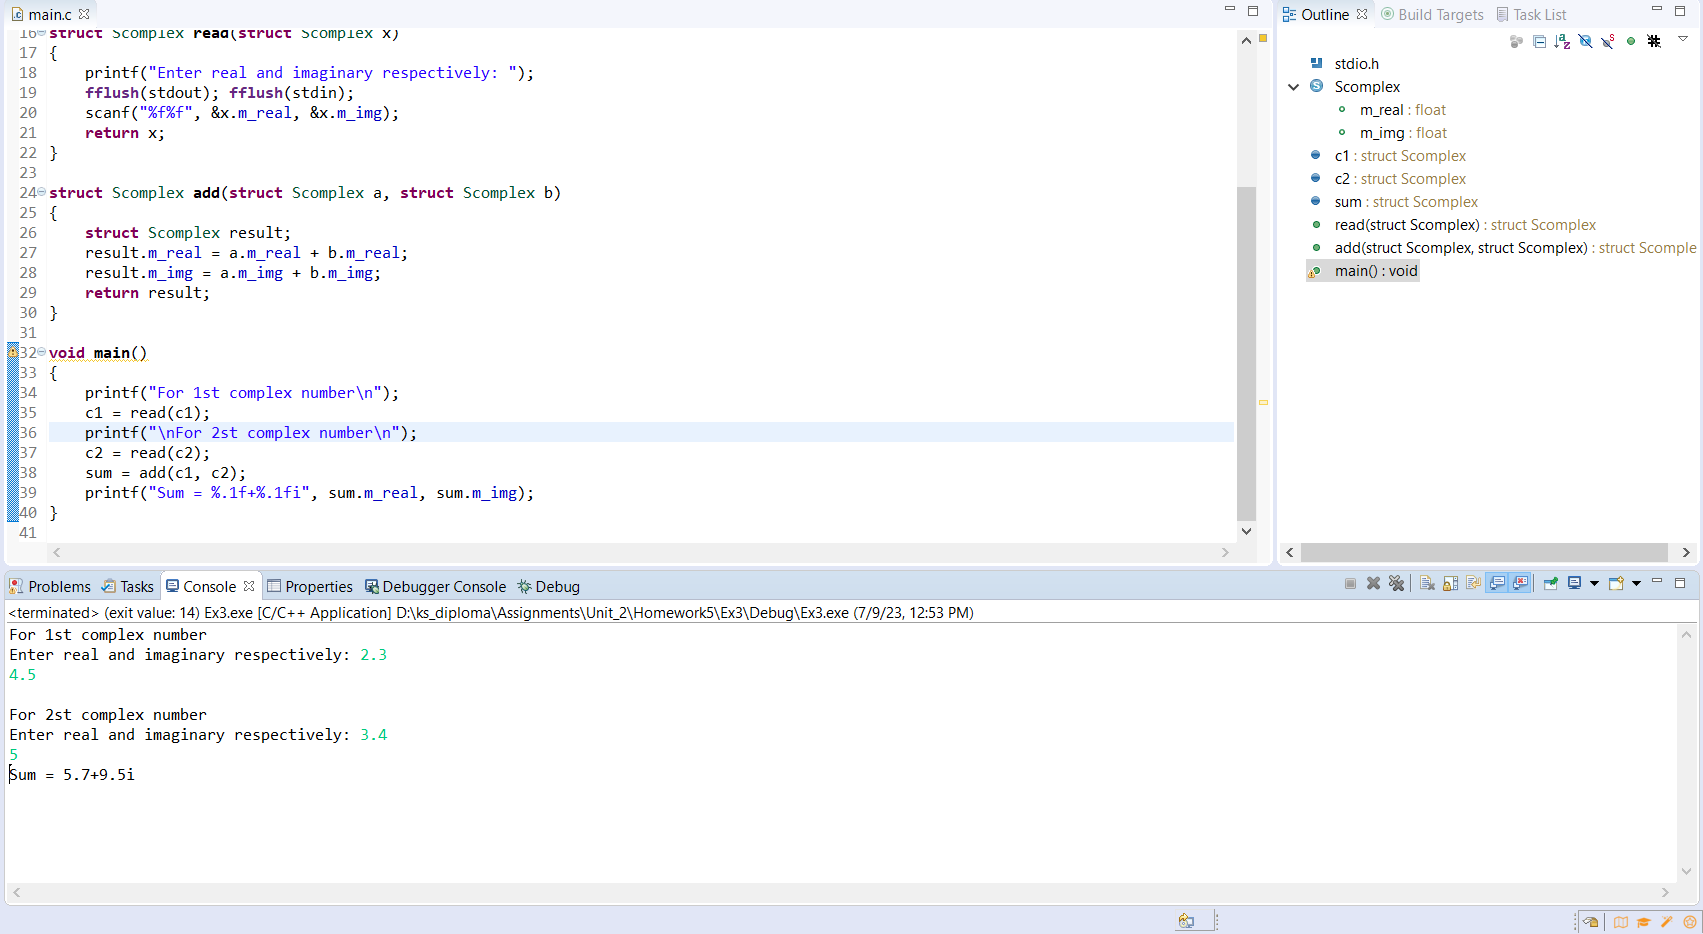 main.c
16 struct Scomplex read(struct Scomplex x)
17 {
18     printf("Enter real and imaginary respectively: ");
19     fflush(stdout); fflush(stdin);
20     scanf("%f%f", &x.m_real, &x.m_img);
21     return x;
22 }
23
24 struct Scomplex add(struct Scomplex a, struct Scomplex b)
25 {
26     struct Scomplex result;
27     result.m_real = a.m_real + b.m_real;
28     result.m_img = a.m_img + b.m_img;
29     return result;
30 }
31
32 void main()
33 {
34     printf("For 1st complex number\n");
35     c1 = read(c1);
36     printf("\nFor 2st complex number\n");
37     c2 = read(c2);
38     sum = add(c1, c2);
39     printf("Sum = %.1f+%.1fi", sum.m_real, sum.m_img);
40 }
41
Outline Build Targets Task List
stdio.h
Scomplex
m_real : float
m_img : float
c1 : struct Scomplex
c2 : struct Scomplex
sum : struct Scomplex
read(struct Scomplex) : struct Scomplex
add(struct Scomplex, struct Scomplex) : struct Scomple
main() : void
Problems Tasks Console Properties Debugger Console Debug
<terminated> (exit value: 14) Ex3.exe [C/C++ Application] D:\ks_diploma\Assignments\Unit_2\Homework5\Ex3\Debug\Ex3.exe (7/9/23, 12:53 PM)
For 1st complex number
Enter real and imaginary respectively: 2.3
4.5

For 2st complex number
Enter real and imaginary respectively: 3.4
5
Sum = 5.7+9.5i